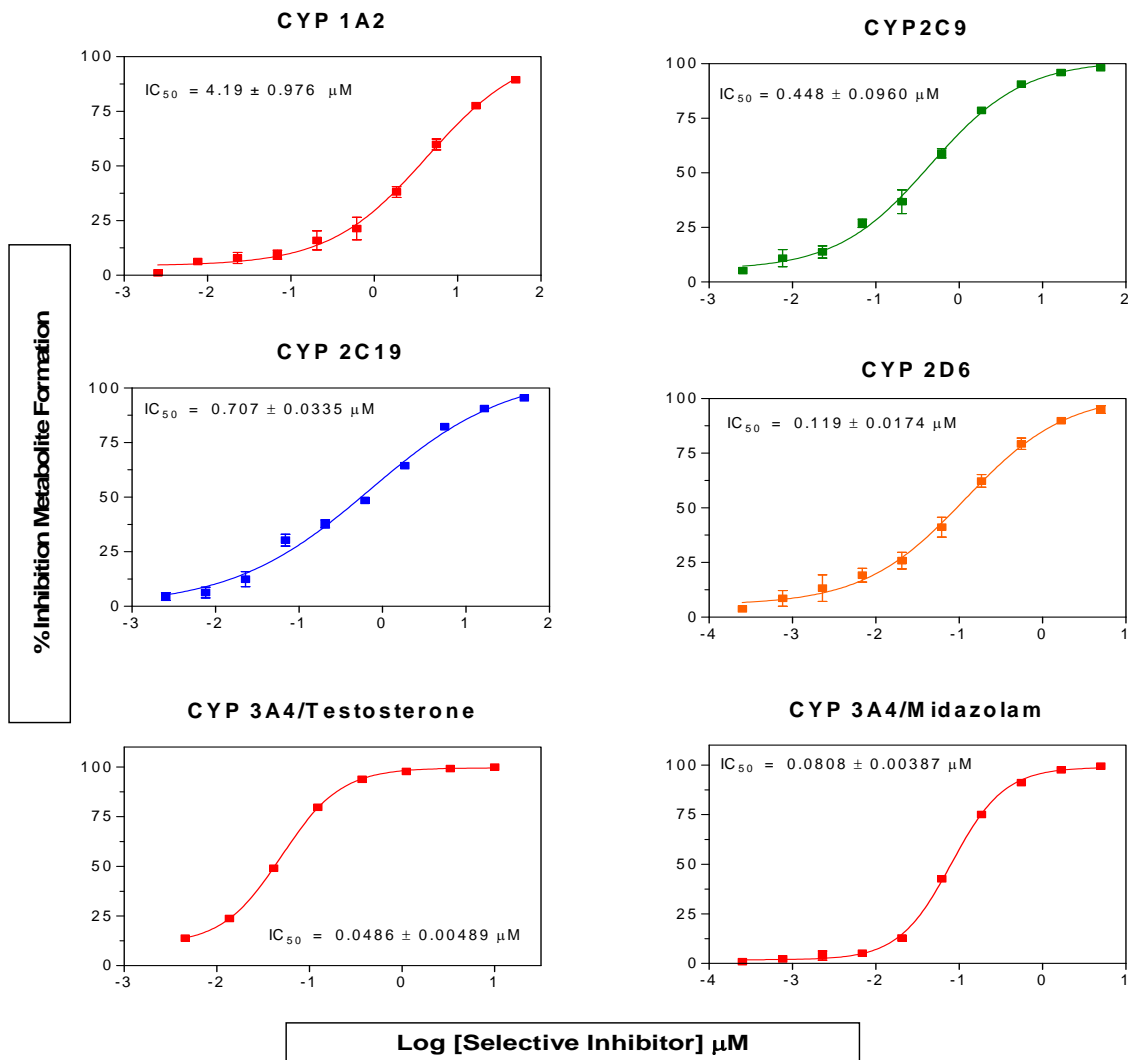 CYP 1A2
100
75
50
25
0
IC50 = 4.19 ± 0.976 μM
-3 -2 -1 0 1 2
CYP2C9
100
75
50
25
0
IC50 = 0.448 ± 0.0960 μM
-3 -2 -1 0 1 2
%Inhibition Metabolite Formation
CYP 2C19
100
75
50
25
0
IC50 = 0.707 ± 0.0335 μM
-3 -2 -1 0 1 2
CYP 2D6
100
75
50
25
0
IC50 = 0.119 ± 0.0174 μM
-4 -3 -2 -1 0 1
CYP 3A4/Testosterone
100
75
50
25
0
IC50 = 0.0486 ± 0.00489 μM
-3 -2 -1 0 1
CYP 3A4/Midazolam
100
75
50
25
0
IC50 = 0.0808 ± 0.00387 μM
-4 -3 -2 -1 0 1
Log [Selective Inhibitor] μM